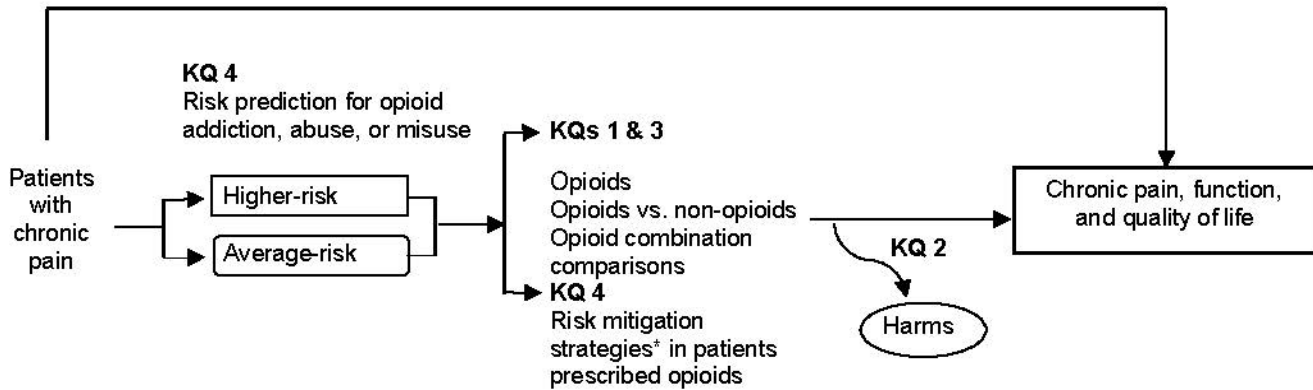 KQ 4
Risk prediction for opioid
addiction, abuse, or misuse
Patients
with
chronic
pain
Higher-risk
Average-risk
KQs 1 & 3
Opioids
Opioids vs. non-opioids
Opioid combination
comparisons
KQ 4
Risk mitigation
strategies* in patients
prescribed opioids
KQ 2
Harms
Chronic pain, function,
and quality of life